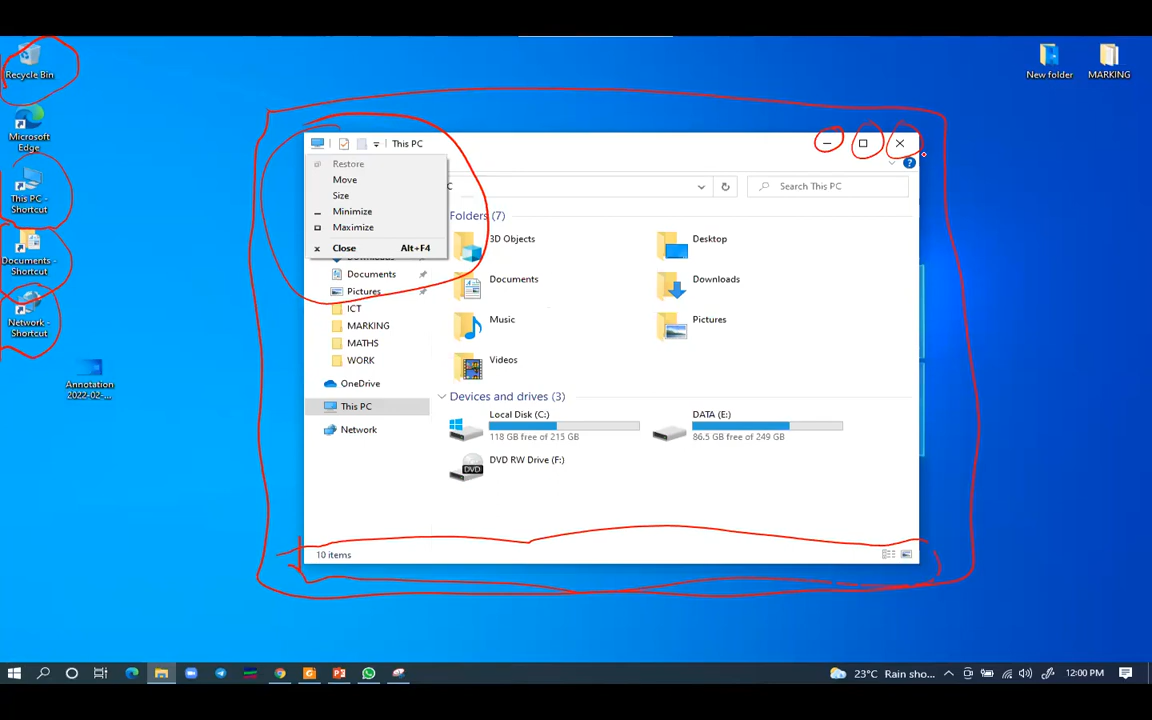 Recycle Bin
Microsoft
Edge
This PC -
Shortcut
Documents -
Shortcut
Network -
Shortcut
Annotation
2022-02-...
New folder
MARKING
This PC
Restore
Move
Size
Minimize
Maximize
Close Alt+F4
C
Search This PC
Downloads
Documents
Pictures
ICT
MARKING
MATHS
WORK
OneDrive
This PC
Network
Folders (7)
3D Objects
Desktop
Documents
Downloads
Music
Pictures
Videos
Devices and drives (3)
Local Disk (C:)
118 GB free of 215 GB
DATA (E:)
86.5 GB free of 249 GB
DVD
DVD RW Drive (F:)
10 items
23°C Rain sho...
12:00 PM